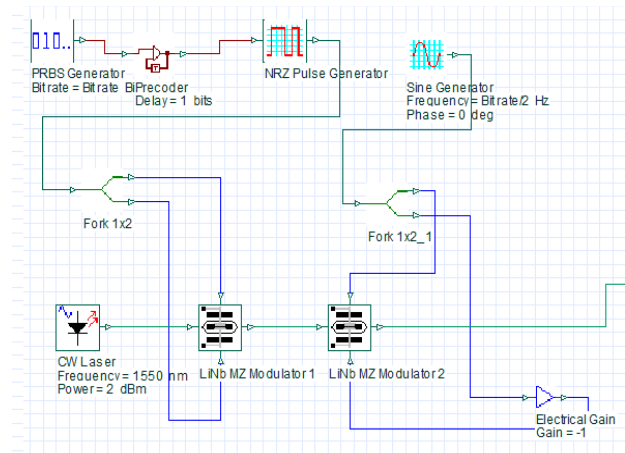 010..
PRBS Generator
NRZ Pulse Generator
Bitrate = Bitrate BiPrecoder
Delay = 1 bits
Sine Generator
Frequency = Bitrate/2 Hz
Phase = 0 deg
T
Fork 1x2
Fork 1x2_1
CW Laser
Frequency = 1550 nm
Power = 2 dBm
LiNb MZ Modulator 1
LiNb MZ Modulator 2
Electrical Gain
Gain = -1